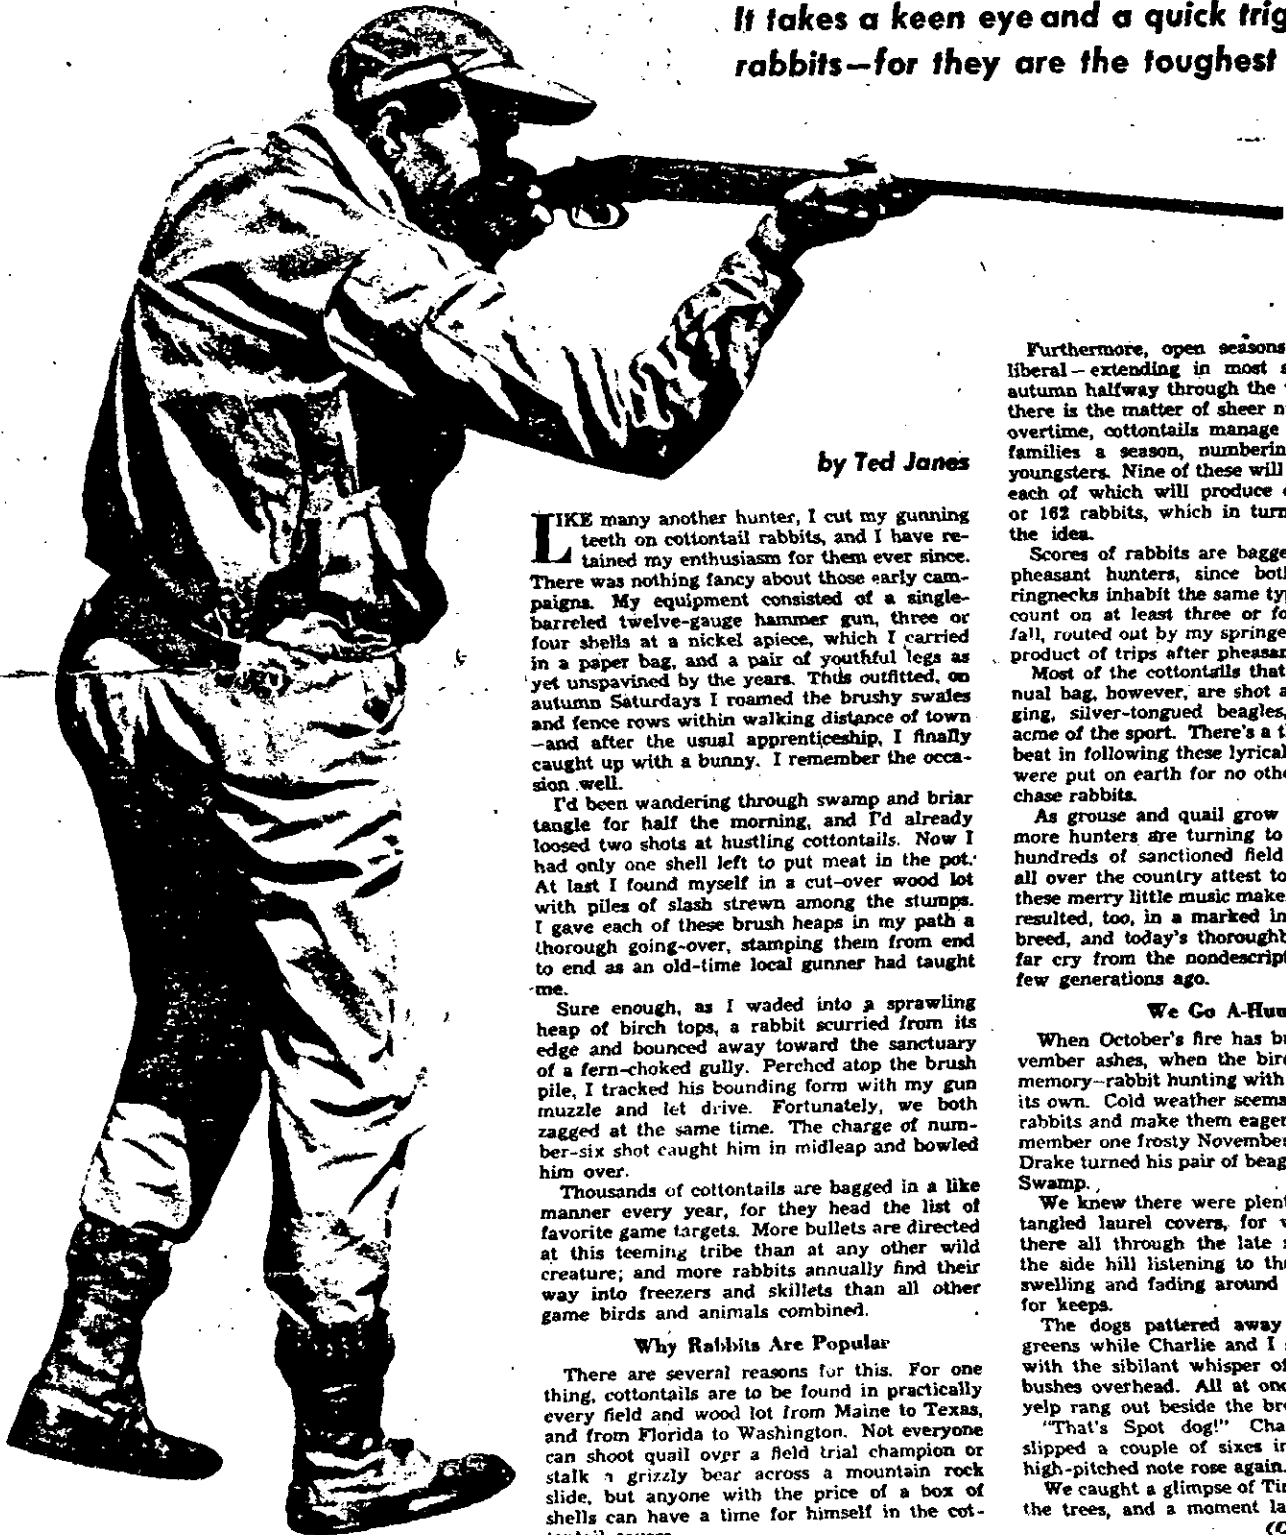 It takes a keen eye and a quick trig
rabbits—for they are the toughest
by Ted Janes
LIKE many another hunter, I cut my gunning
teeth on cottontail rabbits, and I have re-
tained my enthusiasm for them ever since.
There was nothing fancy about those early cam-
paigns. My equipment consisted of a single-
barreled twelve-gauge hammer gun, three or
four shells at a nickel apiece, which I carried
in a paper bag, and a pair of youthful legs as
yet unspavined by the years. Thus outfitted, on
autumn Saturdays I roamed the brushy swales
and fence rows within walking distance of town
—and after the usual apprenticeship, I finally
caught up with a bunny. I remember the occa-
sion well.
I'd been wandering through swamp and briar
tangle for half the morning, and I'd already
loosed two shots at hustling cottontails. Now I
had only one shell left to put meat in the pot.
At last I found myself in a cut-over wood lot
with piles of slash strewn among the stumps.
I gave each of these brush heaps in my path a
thorough going-over, stamping them from end
to end as an old-time local gunner had taught
me.
Sure enough, as I waded into a sprawling
heap of birch tops, a rabbit scurried from its
edge and bounced away toward the sanctuary
of a fern-choked gully. Perched atop the brush
pile, I tracked his bounding form with my gun
muzzle and let drive. Fortunately, we both
zagged at the same time. The charge of num-
ber-six shot caught him in midleap and bowled
him over.
Thousands of cottontails are bagged in a like
manner every year, for they head the list of
favorite game targets. More bullets are directed
at this teeming tribe than at any other wild
creature; and more rabbits annually find their
way into freezers and skillets than all other
game birds and animals combined.
Why Rabbits Are Popular
There are several reasons for this. For one
thing, cottontails are to be found in practically
every field and wood lot from Maine to Texas,
and from Florida to Washington. Not everyone
can shoot quail over a field trial champion or
stalk a grizzly bear across a mountain rock
slide, but anyone with the price of a box of
shells can have a time for himself in the cot-
Furthermore, open seasons
liberal—extending in most s
autumn halfway through the
there is the matter of sheer n
overtime, cottontails manage
families a season, numberin
youngsters. Nine of these will
each of which will produce
or 162 rabbits, which in turn
the idea.
Scores of rabbits are bagge
pheasant hunters, since bot
ringnecks inhabit the same ty
count on at least three or fo
fall, routed out by my springe
product of trips after pheasan
Most of the cottontails that
nual bag, however, are shot a
ging, silver-tongued beagles,
acme of the sport. There's a t
beat in following these lyrical
were put on earth for no oth
chase rabbits.
As grouse and quail grow
more hunters are turning to
hundreds of sanctioned field
all over the country attest to
these merry little music make
resulted, too, in a marked in
breed, and today's thoroughb
far cry from the nondescript
few generations ago.
We Go A-Hun
When October's fire has b
vember ashes, when the bir
memory—rabbit hunting with
its own. Cold weather seems
rabbits and make them eager
member one frosty November
Drake turned his pair of beag
Swamp.
We knew there were plent
tangled laurel covers, for
there all through the late
the side hill listening to the
swelling and fading around
for keeps.
The dogs pattered away
greens while Charlie and I
with the sibilant whisper of
bushes overhead. All at on
yelp rang out beside the br
"That's Spot dog!" Cha
slipped a couple of sixes in
high-pitched note rose again.
We caught a glimpse of Ti
the trees, and a moment la